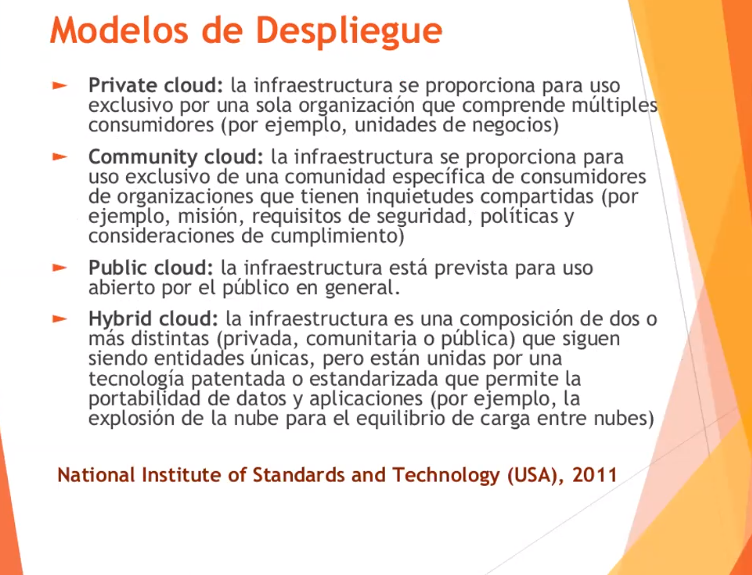 Modelos de Despliegue
► Private cloud: la infraestructura se proporciona para uso
exclusivo por una sola organización que comprende múltiples
consumidores (por ejemplo, unidades de negocios)
► Community cloud: la infraestructura se proporciona para
uso exclusivo de una comunidad específica de consumidores
de organizaciones que tienen inquietudes compartidas (por
ejemplo, misión, requisitos de seguridad, políticas y
consideraciones de cumplimiento)
► Public cloud: la infraestructura está prevista para uso
abierto por el público en general.
► Hybrid cloud: la infraestructura es una composición de dos o
más distintas (privada, comunitaria o pública) que siguen
siendo entidades únicas, pero están unidas por una
tecnología patentada o estandarizada que permite la
portabilidad de datos y aplicaciones (por ejemplo, la
explosión de la nube para el equilibrio de carga entre nubes)
National Institute of Standards and Technology (USA), 2011